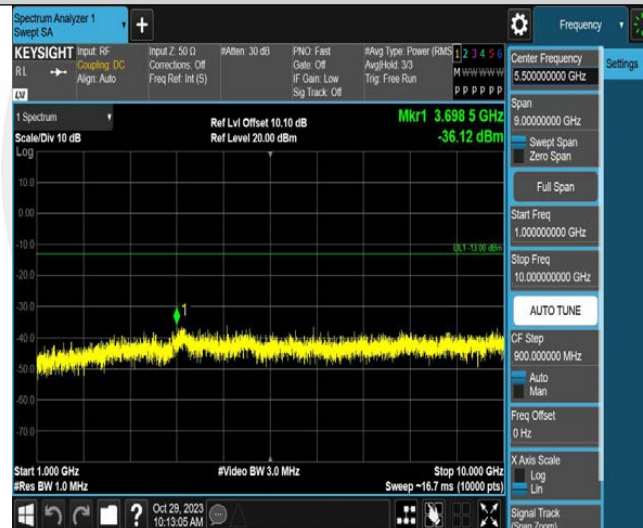 Spectrum Analyzer 1
Swept SA
Frequency
KEYSIGHT
RL
Input: RF
Coupling: DC
Align: Auto
LXI
Input Z: 50 Ω
Corrections: Off
Freq Ref: Int (S)
#Atten: 30 dB
PNO: Fast
Gate: Off
IF Gain: Low
Sig Track: Off
#Avg Type: Power (RMS
Avg|Hold: 3/3
Trig: Free Run
1 2 3 4 5 6
M W W W W W
P P P P P P
1 Spectrum
Scale/Div 10 dB
Log
Ref Lvl Offset 10.10 dB
Ref Level 20.00 dBm
Mkr1 3.698 5 GHz
-36.12 dBm
10.0
0.00
-10.0
-20.0
-30.0
-40.0
-50.0
-60.0
-70.0
DL1 -13.00 dBm
1
Start 1.000 GHz
#Res BW 1.0 MHz
#Video BW 3.0 MHz
Stop 10.000 GHz
Sweep ~16.7 ms (10000 pts)
Oct 29, 2023
10:13:05 AM
Center Frequency
5.500000000 GHz
Span
9.00000000 GHz
Swept Span
Zero Span
Full Span
Start Freq
1.000000000 GHz
Stop Freq
10.000000000 GHz
AUTO TUNE
CF Step
900.000000 MHz
Auto
Man
Freq Offset
0 Hz
X Axis Scale
Log
Lin
Signal Track
(Span Zoom)
Settings